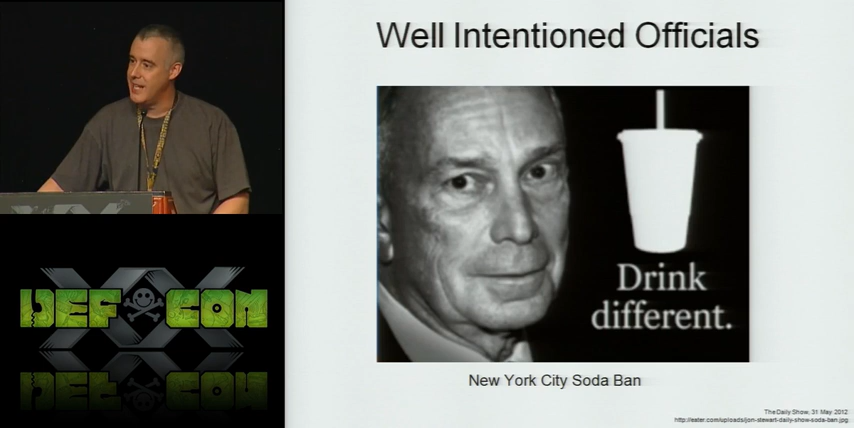 Well Intentioned Officials
Drink
different.
New York City Soda Ban
The Daily Show, 31 May 2012
http://eater.com/uploads/jon-stewart-daily-show-soda-ban.jpg
XX
DEF CON